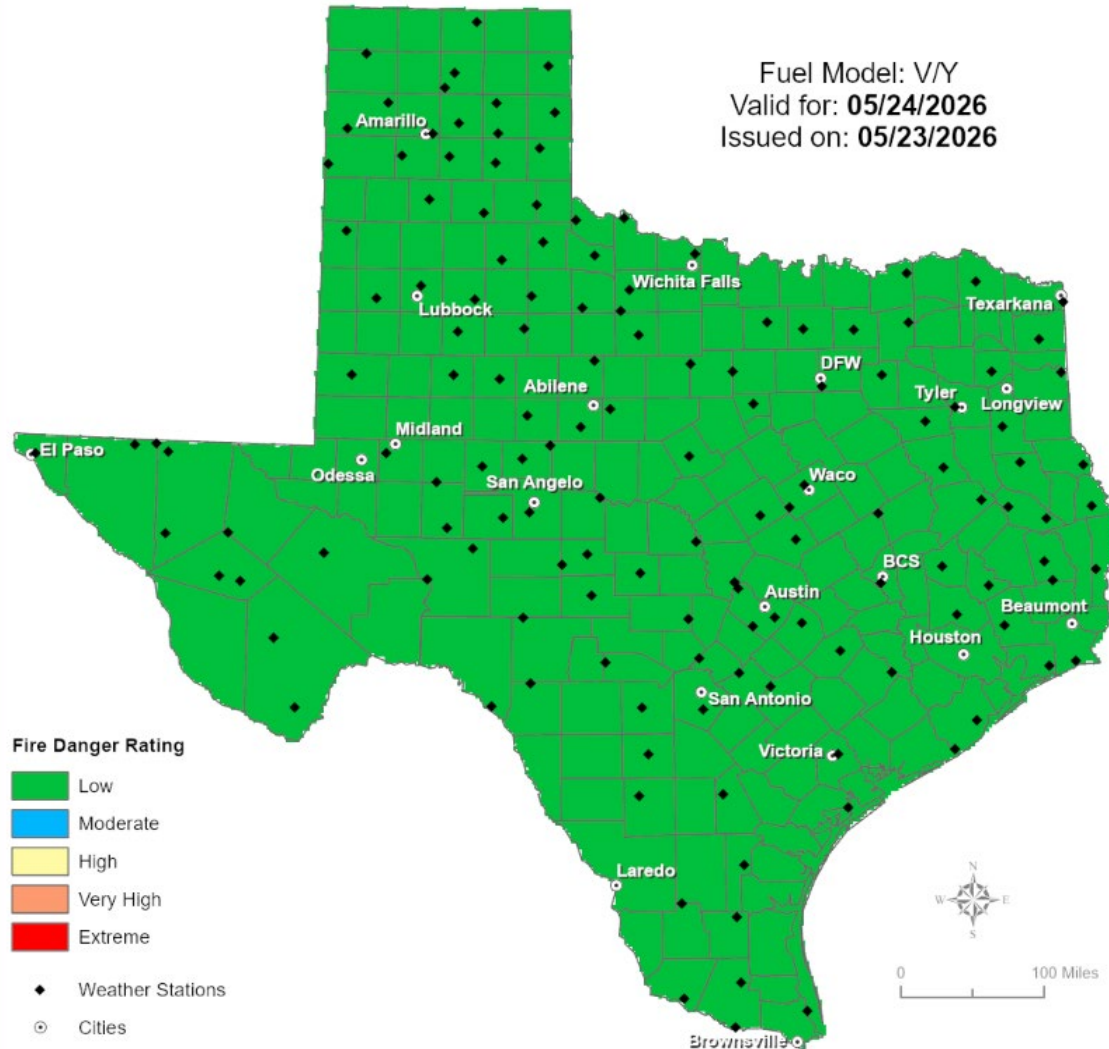 Fuel Model: V/Y
Valid for: 05/24/2026
Issued on: 05/23/2026
Amarillo
Wichita Falls
Lubbock
Texarkana
DFW
Abilene
Tyler
Longview
Midland
El Paso
Odessa
San Angelo
Waco
BCS
Austin
Beaumont
Houston
San Antonio
Victoria
Laredo
Brownsville
Fire Danger Rating
Low
Moderate
High
Very High
Extreme
Weather Stations
Cities
N
W E
S
0 100 Miles